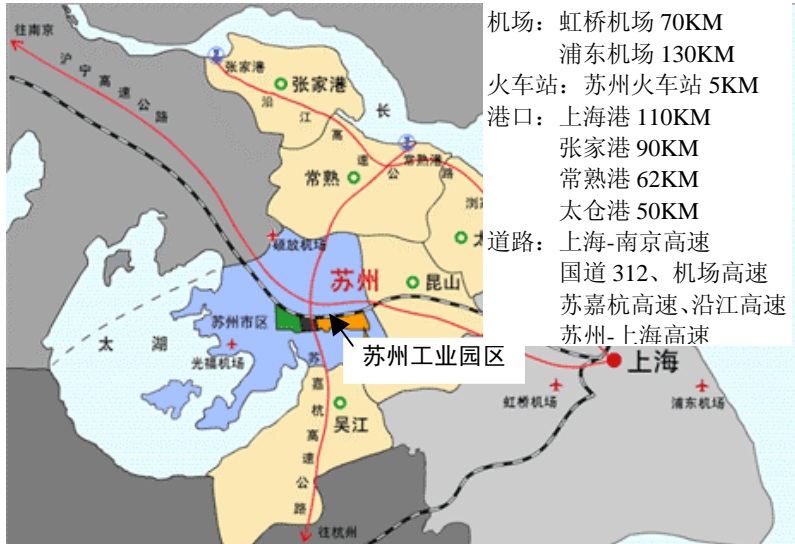 机场：虹桥机场 70KM
浦东机场 130KM
火车站：苏州火车站 5KM
港口：上海港 110KM
张家港 90KM
常熟港 62KM
太仓港 50KM
道路：上海-南京高速
国道 312、机场高速
苏嘉杭高速、沿江高速
苏州-上海高速
往南京
沪宁高速公路
张家港
张家港
沿江高速公路
长
常熟港
常熟
浏
太
硕放机场
苏州
昆山
苏州市区
太湖
光福机场
苏州工业园区
苏嘉杭高速公路
吴江
上海
虹桥机场
浦东机场
往杭州